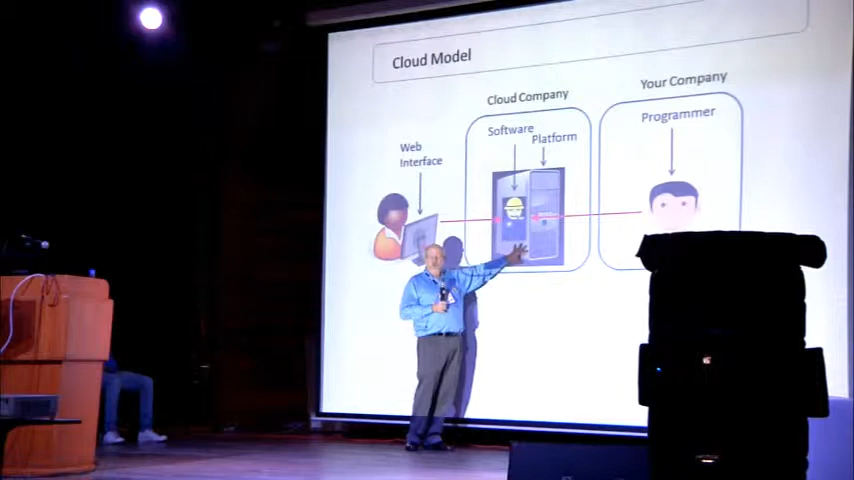 Cloud Model
Cloud Company
Your Company
Software
Platform
Programmer
Web
Interface